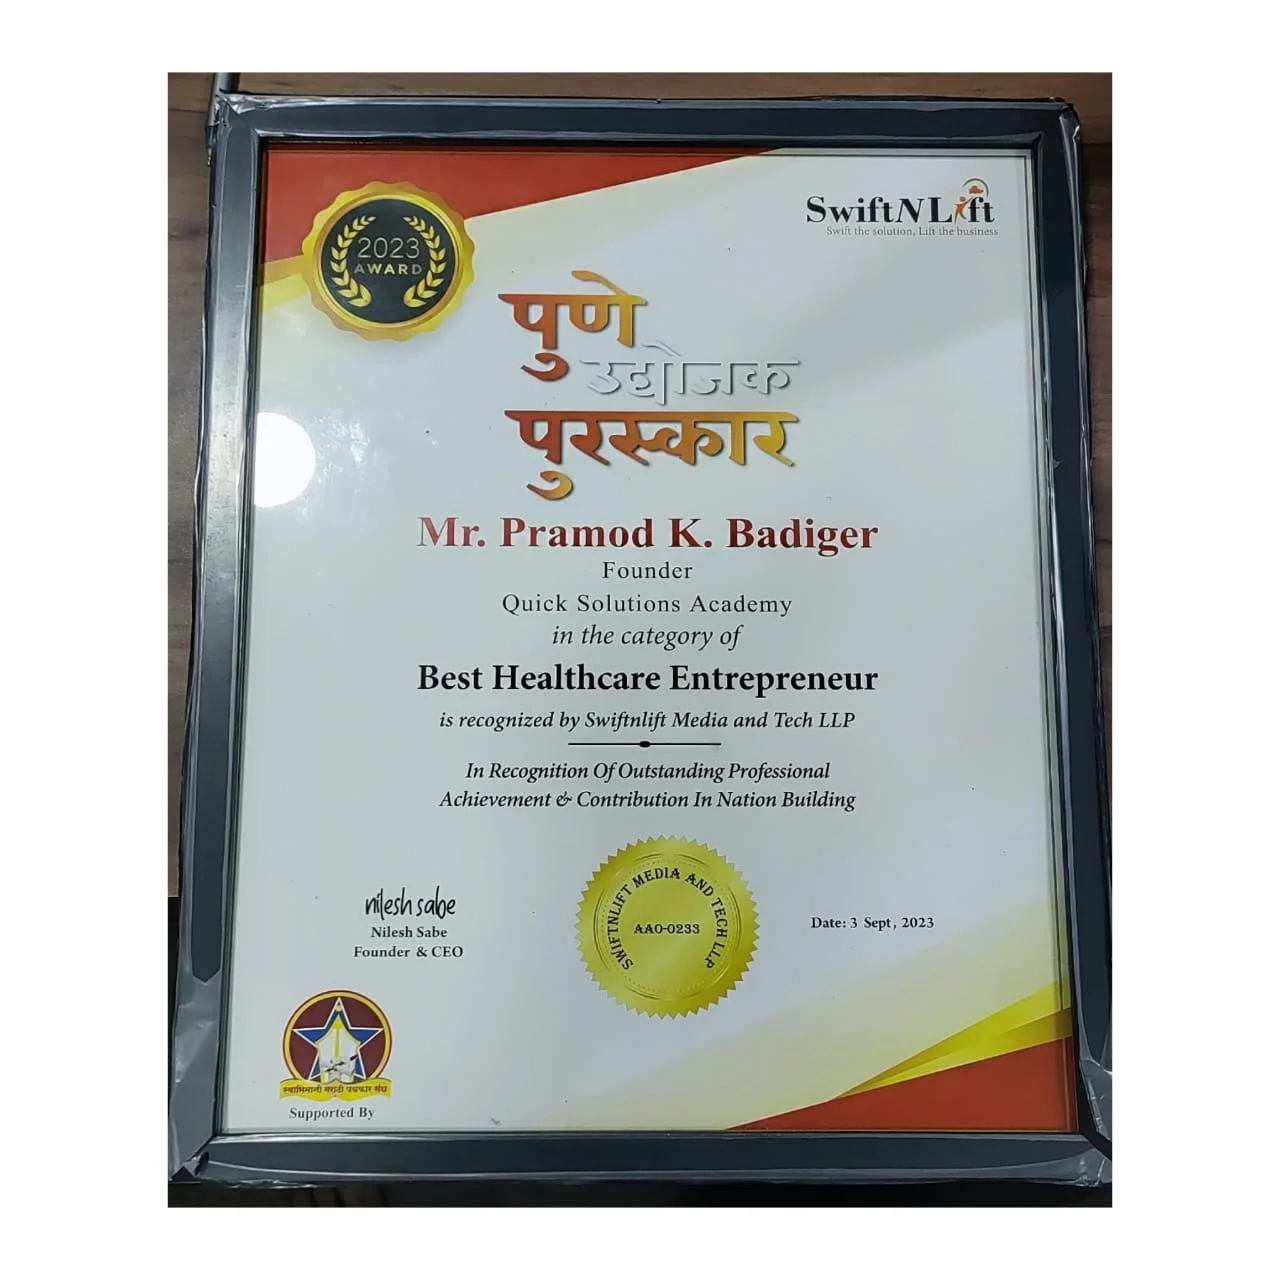 2023
AWARD
SwiftNLift
Swift the solution, Lift the business
पुणे
उद्योजक
पुरस्कार
Mr. Pramod K. Badiger
Founder
Quick Solutions Academy
in the category of
Best Healthcare Entrepreneur
is recognized by Swiftnlift Media and Tech LLP
In Recognition Of Outstanding Professional
Achievement & Contribution In Nation Building
nilesh sabe
Nilesh Sabe
Founder & CEO
SWIFTNLIFT MEDIA AND TECH LLP
AAO-0233
Date: 3 Sept, 2023
स्वाभिमानी मराठी पत्रकार संघ
Supported By